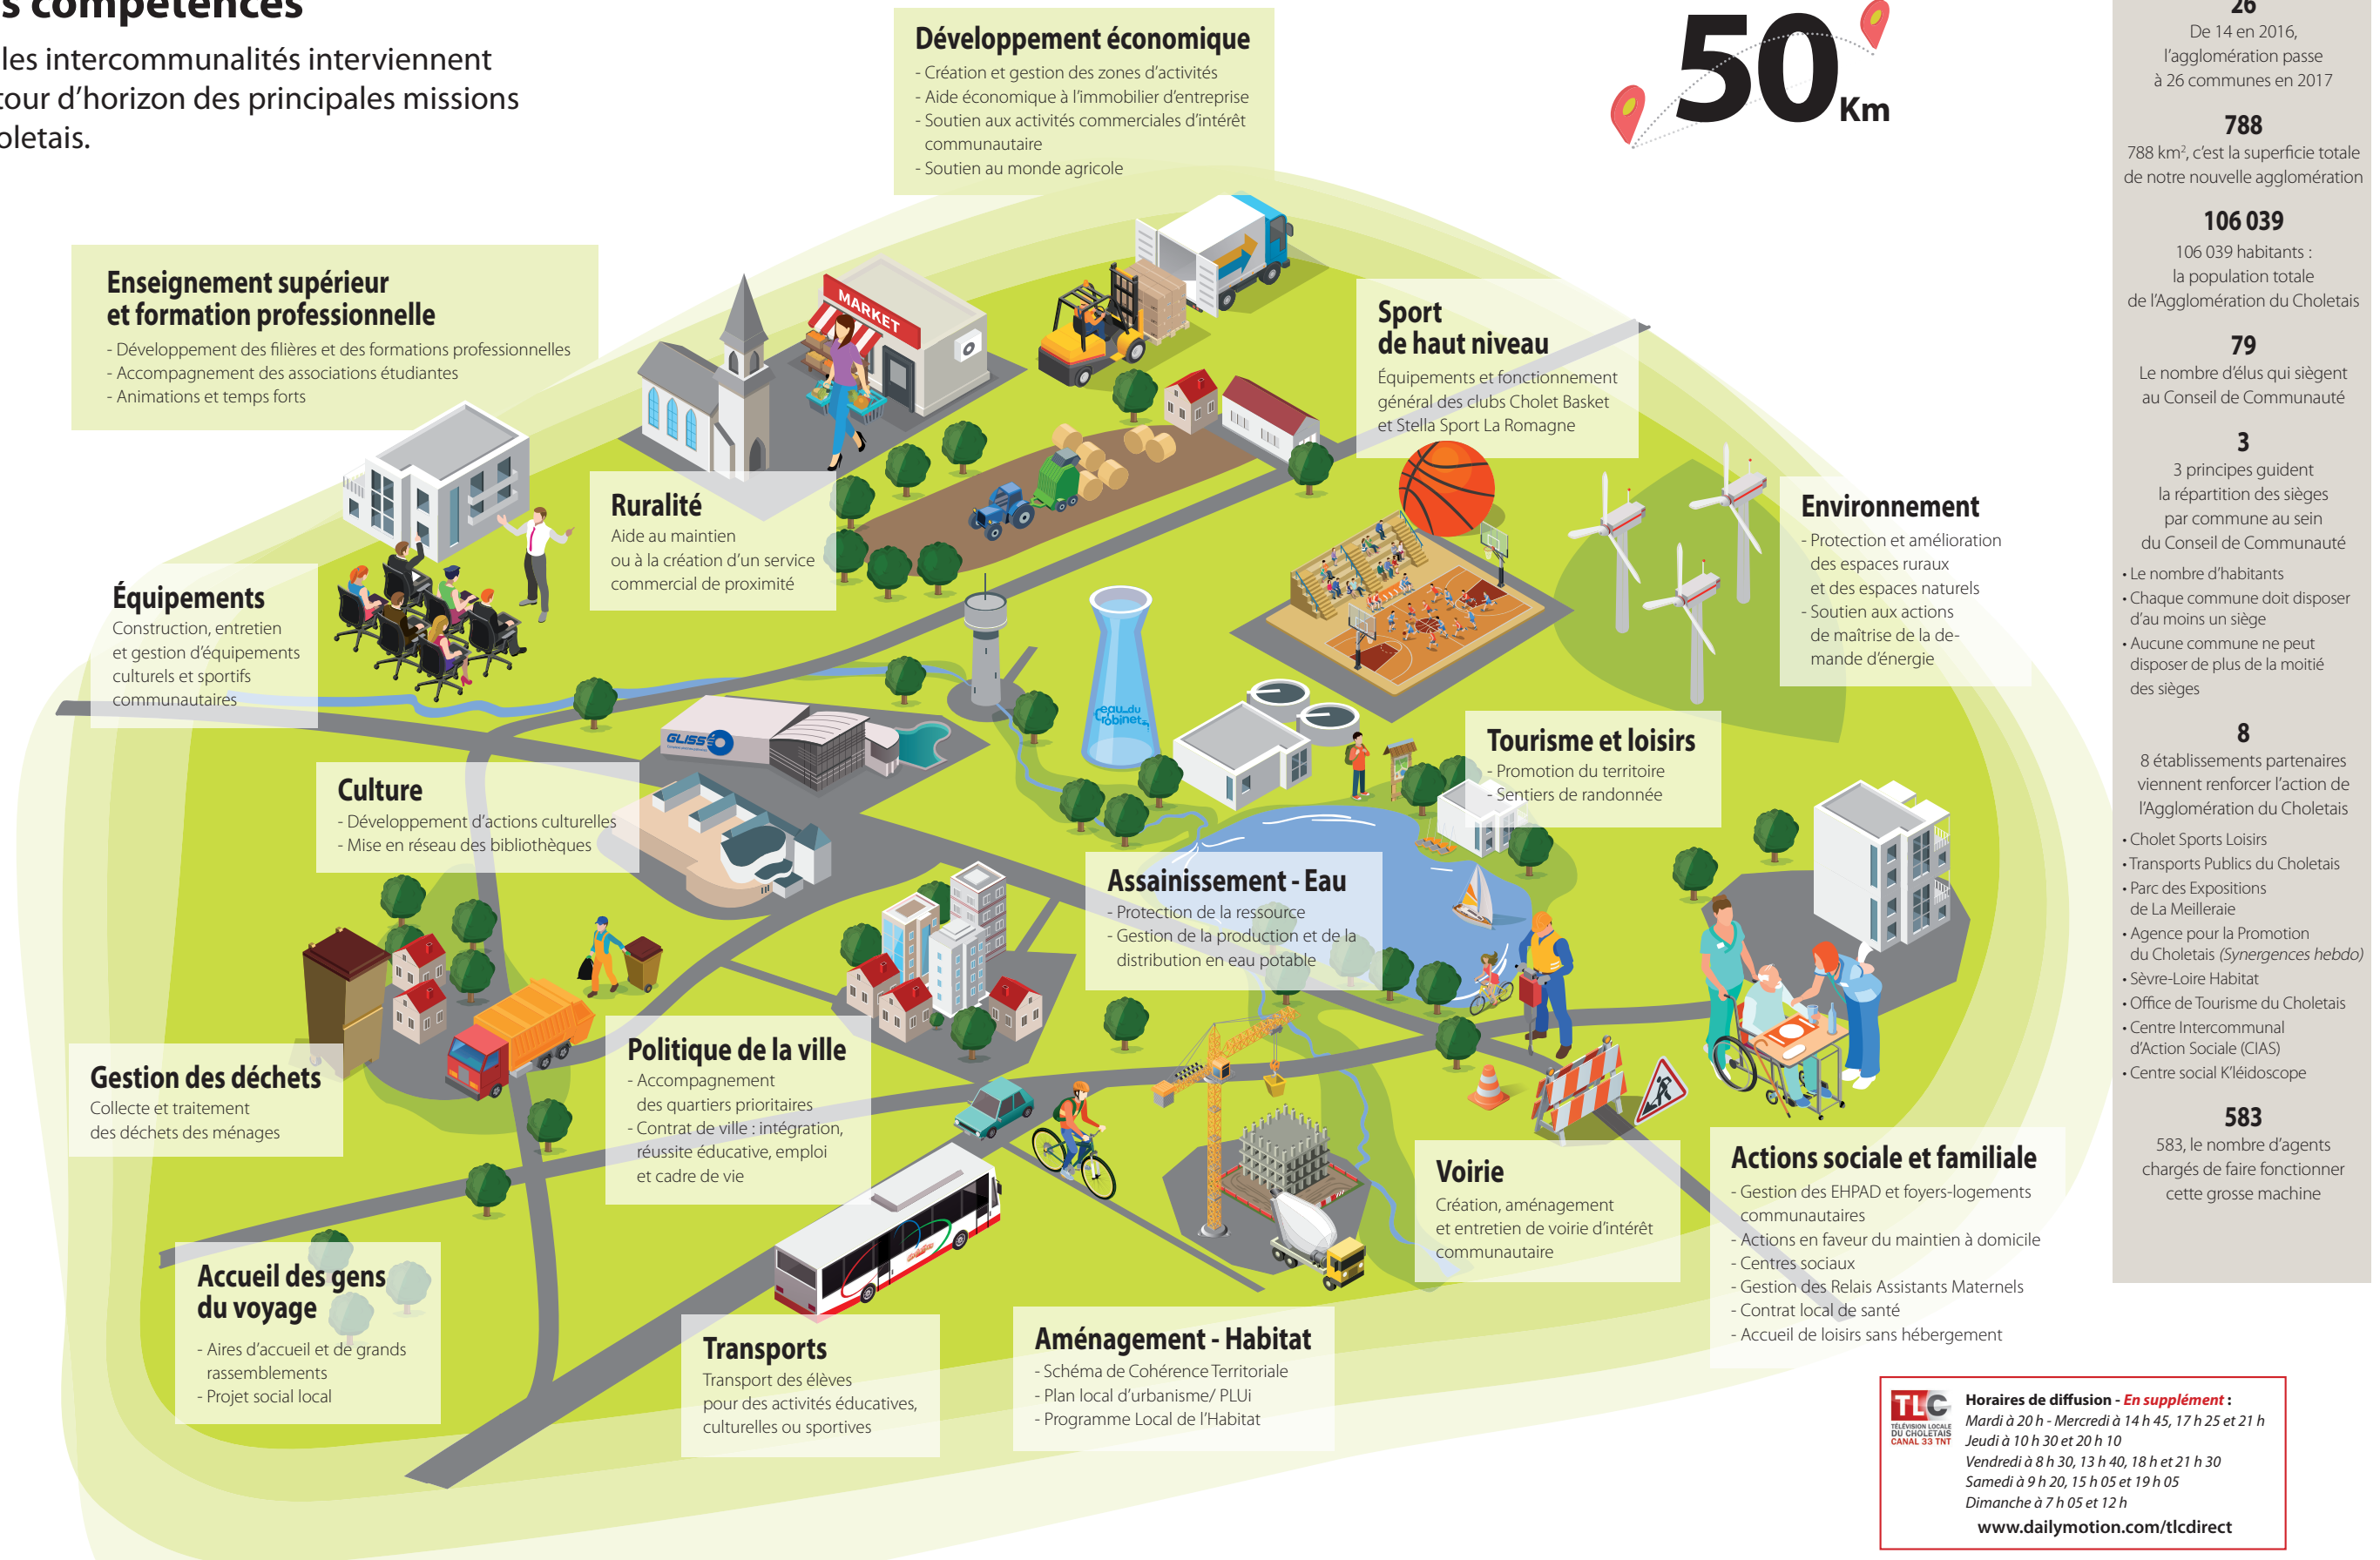 s compétences
les intercommunalités interviennent
tour d'horizon des principales missions
oletais.
Développement économique
- Création et gestion des zones d'activités
- Aide économique à l'immobilier d'entreprise
- Soutien aux activités commerciales d'intérêt
communautaire
- Soutien au monde agricole
50 Km
Enseignement supérieur
et formation professionnelle
- Développement des filières et des formations professionnelles
- Accompagnement des associations étudiantes
- Animations et temps forts
MARKET
Sport
de haut niveau
Équipements et fonctionnement
général des clubs Cholet Basket
et Stella Sport La Romagne
Ruralité
Aide au maintien
ou à la création d'un service
commercial de proximité
Environnement
- Protection et amélioration
des espaces ruraux
et des espaces naturels
- Soutien aux actions
de maîtrise de la de-
mande d'énergie
Équipements
Construction, entretien
et gestion d'équipements
culturels et sportifs
communautaires
GLISSEO
eau du
robinet
Tourisme et loisirs
- Promotion du territoire
- Sentiers de randonnée
Culture
- Développement d'actions culturelles
- Mise en réseau des bibliothèques
Assainissement - Eau
- Protection de la ressource
- Gestion de la production et de la
distribution en eau potable
Gestion des déchets
Collecte et traitement
des déchets des ménages
Politique de la ville
- Accompagnement
des quartiers prioritaires
- Contrat de ville : intégration,
réussite éducative, emploi
et cadre de vie
Voirie
Création, aménagement
et entretien de voirie d'intérêt
communautaire
Actions sociale et familiale
- Gestion des EHPAD et foyers-logements
communautaires
- Actions en faveur du maintien à domicile
- Centres sociaux
- Gestion des Relais Assistants Maternels
- Contrat local de santé
- Accueil de loisirs sans hébergement
Accueil des gens
du voyage
- Aires d'accueil et de grands
rassemblements
- Projet social local
Transports
Transport des élèves
pour des activités éducatives,
culturelles ou sportives
Aménagement - Habitat
- Schéma de Cohérence Territoriale
- Plan local d'urbanisme/ PLUi
- Programme Local de l'Habitat
26
De 14 en 2016,
l'agglomération passe
à 26 communes en 2017
788
788 km², c'est la superficie totale
de notre nouvelle agglomération
106 039
106 039 habitants :
la population totale
de l'Agglomération du Choletais
79
Le nombre d'élus qui siègent
au Conseil de Communauté
3
3 principes guident
la répartition des sièges
par commune au sein
du Conseil de Communauté
• Le nombre d'habitants
• Chaque commune doit disposer
d'au moins un siège
• Aucune commune ne peut
disposer de plus de la moitié
des sièges
8
8 établissements partenaires
viennent renforcer l'action de
l'Agglomération du Choletais
• Cholet Sports Loisirs
• Transports Publics du Choletais
• Parc des Expositions
de La Meilleraie
• Agence pour la Promotion
du Choletais (Synergences hebdo)
• Sèvre-Loire Habitat
• Office de Tourisme du Choletais
• Centre Intercommunal
d'Action Sociale (CIAS)
• Centre social K'léidoscope
583
583, le nombre d'agents
chargés de faire fonctionner
cette grosse machine
TLC
TÉLÉVISION LOCALE
DU CHOLETAIS
CANAL 33 TNT
Horaires de diffusion - En supplément :
Mardi à 20 h - Mercredi à 14 h 45, 17 h 25 et 21 h
Jeudi à 10 h 30 et 20 h 10
Vendredi à 8 h 30, 13 h 40, 18 h et 21 h 30
Samedi à 9 h 20, 15 h 05 et 19 h 05
Dimanche à 7 h 05 et 12 h
www.dailymotion.com/tlcdirect